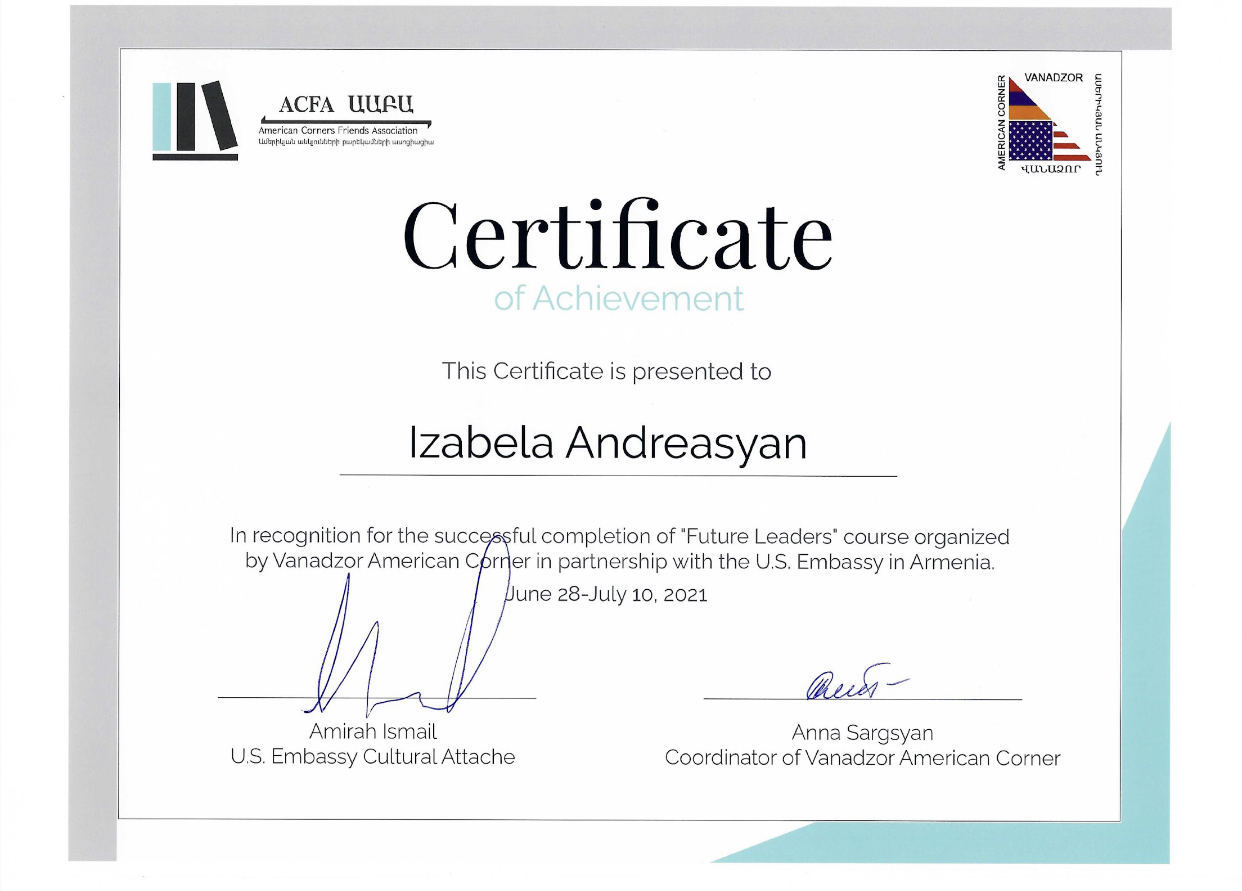 ACFA ԱԱԲԱ
American Corners Friends Association
Ամերիկյան անկյունների բարեկամների ասոցիացիա
VANADZOR
AMERICAN CORNER
ԱՄԵՐԻԿՅԱՆ ԱՆԿՅՈՒՆ
ՎԱՆԱՁՈՐ
Certificate
of Achievement
This Certificate is presented to
Izabela Andreasyan
In recognition for the successful completion of "Future Leaders" course organized
by Vanadzor American Corner in partnership with the U.S. Embassy in Armenia.
June 28-July 10, 2021
Amirah Ismail
U.S. Embassy Cultural Attache
Anna Sargsyan
Coordinator of Vanadzor American Corner